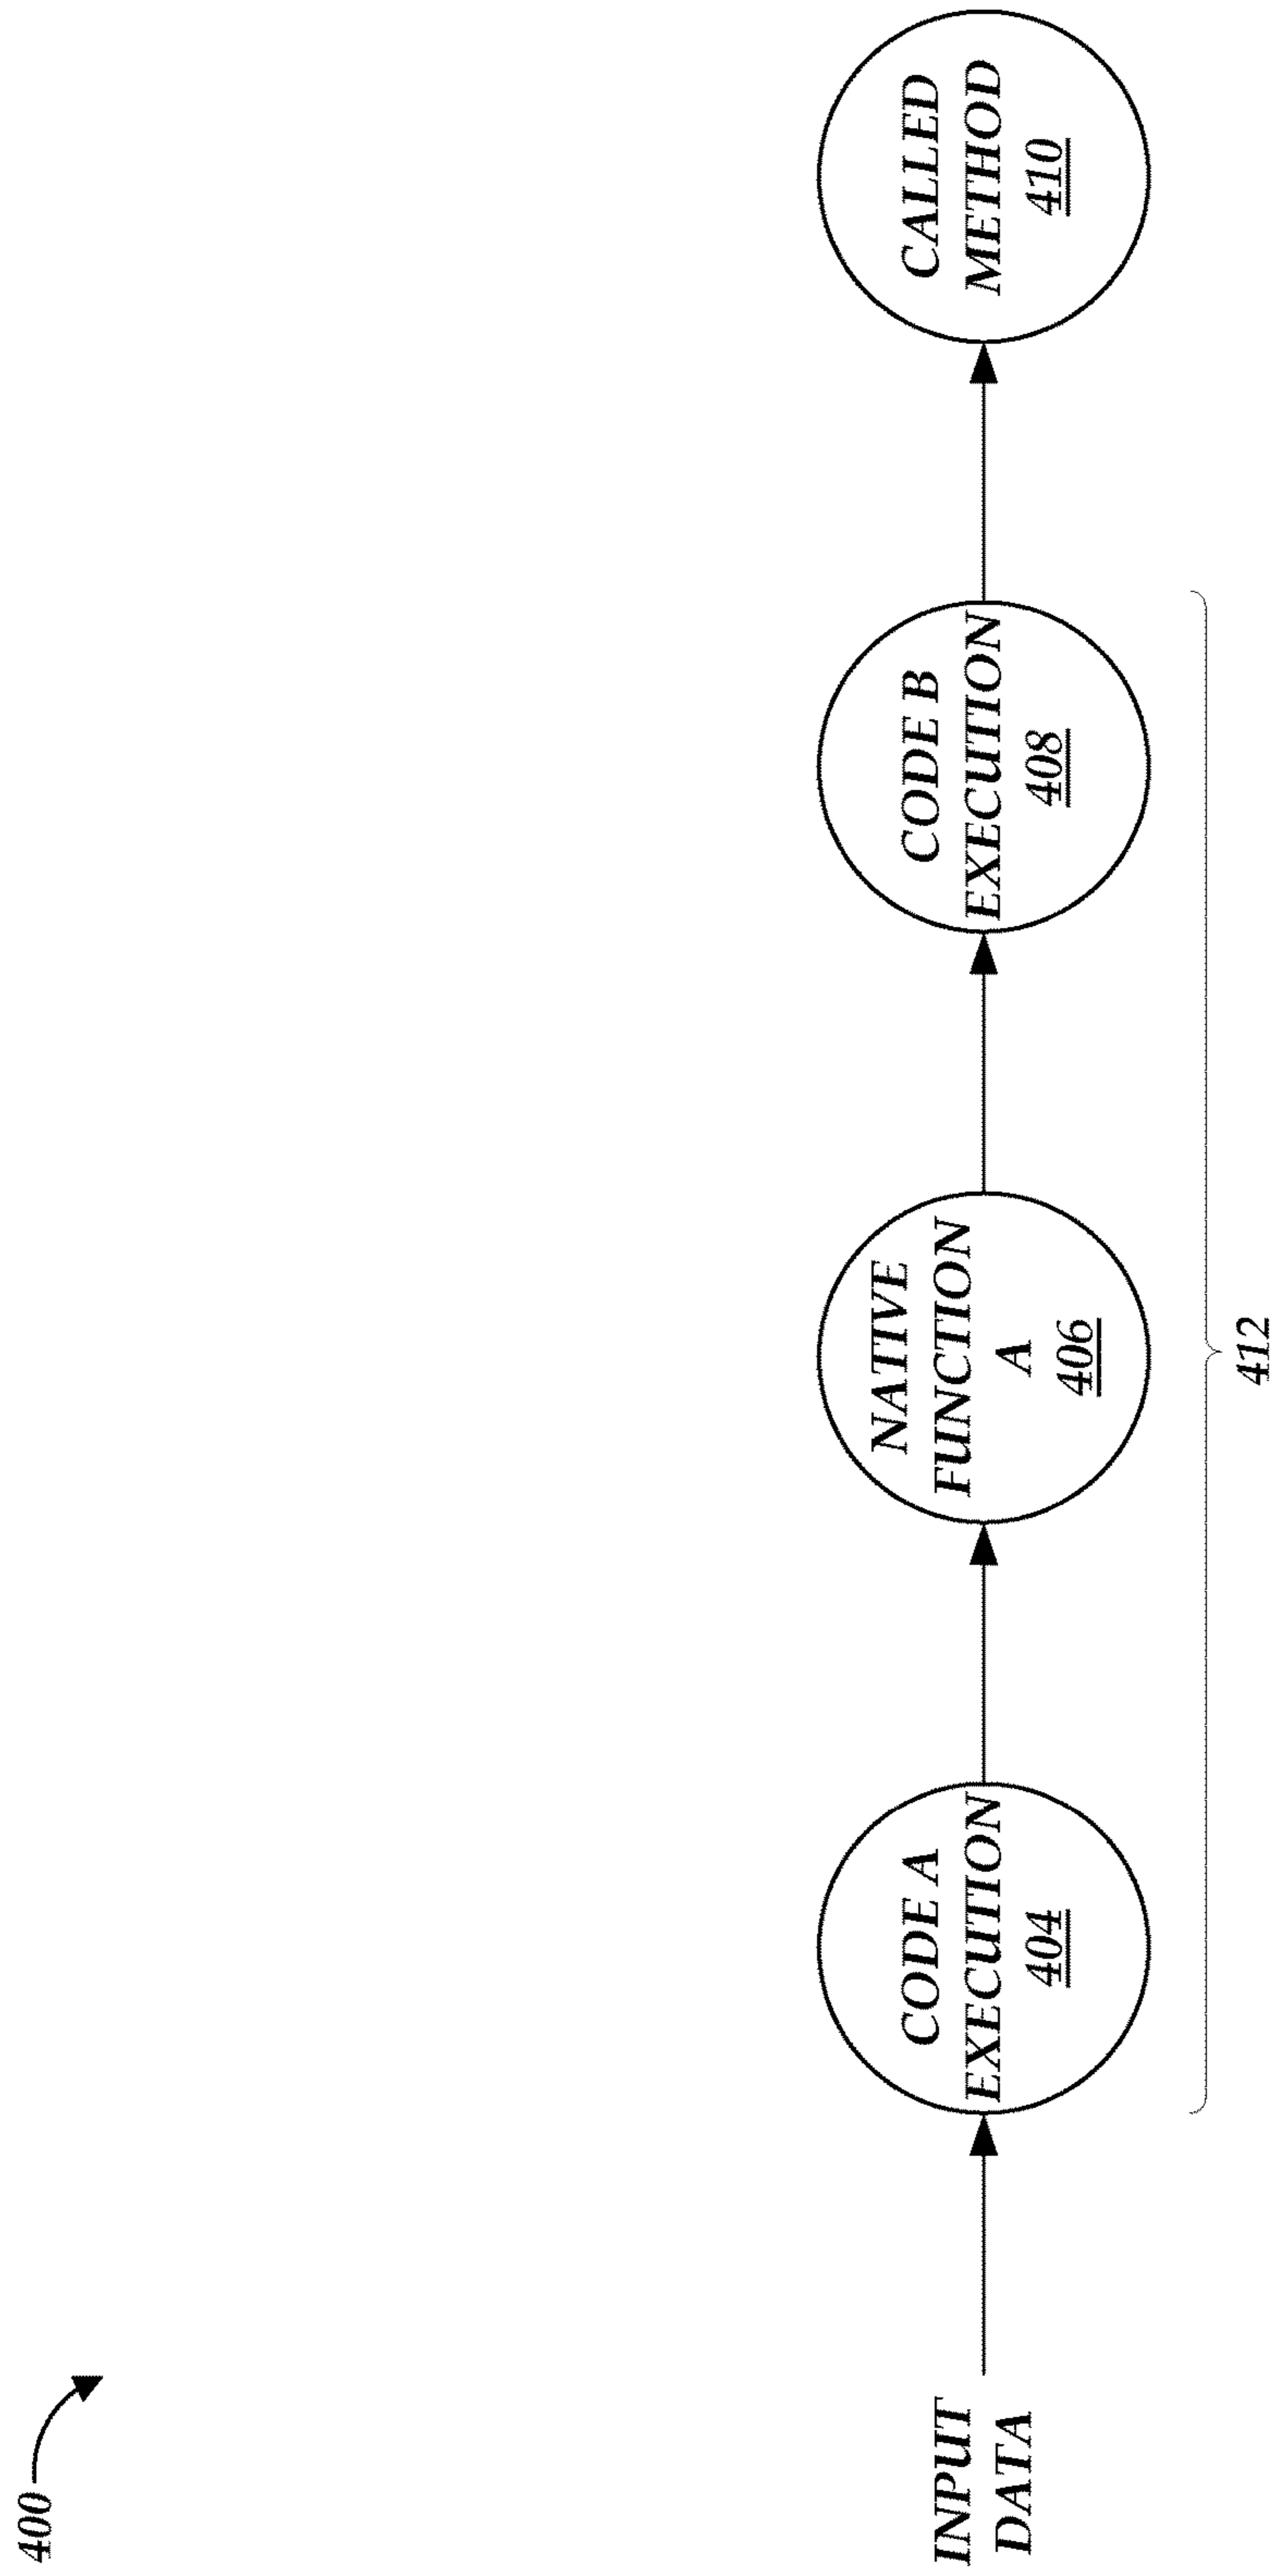 400
INPUT
DATA
CODE A
EXECUTION
404
NATIVE
FUNCTION
A
406
CODE B
EXECUTION
408
CALLED
METHOD
410
412